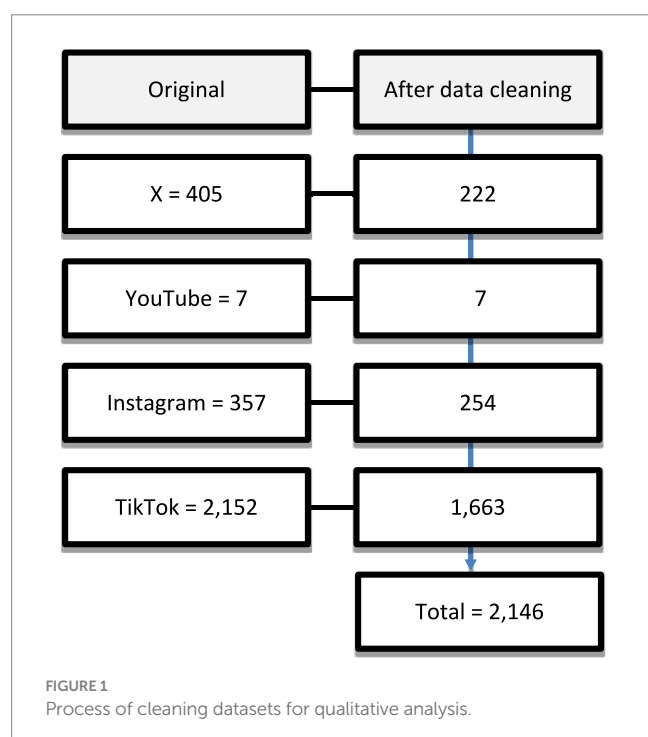 Original
After data cleaning
X = 405
222
YouTube = 7
7
Instagram = 357
254
TikTok = 2,152
1,663
Total = 2,146
FIGURE 1
Process of cleaning datasets for qualitative analysis.